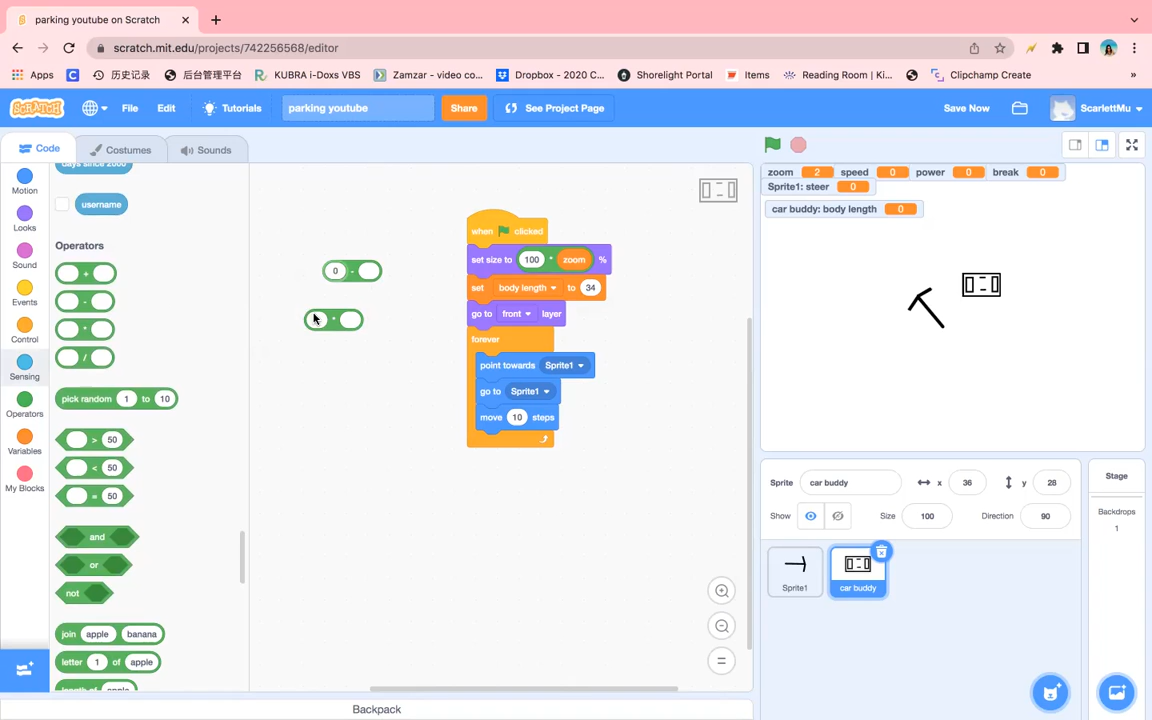 parking youtube on Scratch
scratch.mit.edu/projects/742256568/editor
Apps 历史记录 后台管理平台 KUBRA i-Doxs VBS Zamzar - video co... Dropbox - 2020 C... Shorelight Portal Items Reading Room | Ki... Clipchamp Create »
SCRATCH File Edit Tutorials parking youtube Share See Project Page Save Now ScarlettMu
Code Costumes Sounds
Motion
Looks
Sound
Events
Control
Sensing
Operators
Variables
My Blocks
days since 2000
username
Operators
+
-
*
/
pick random 1 to 10
> 50
< 50
= 50
and
or
not
join apple banana
letter 1 of apple
length of apple
0 -
*
when clicked
set size to 100 * zoom %
set body length to 34
go to front layer
forever
point towards Sprite1
go to Sprite1
move 10 steps
zoom 2 speed 0 power 0 break 0
Sprite1: steer 0
car buddy: body length 0
Sprite car buddy x 36 y 28
Show Size 100 Direction 90
Sprite1
car buddy
Stage
Backdrops
1
Backpack